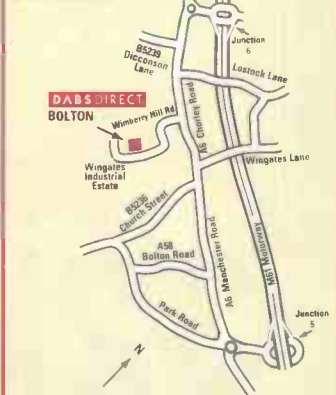 Junction
6
B5239
Dicconson
Lane
Lostock Lane
DABS DIRECT
BOLTON
Wimberry Hill Rd
A6 Chorley Road
Wingates Lane
Wingates
Industrial
Estate
B5236
Church Street
A58
Bolton Road
A6 Manchester Road
M61 Motorway
Park Road
Junction
5
N